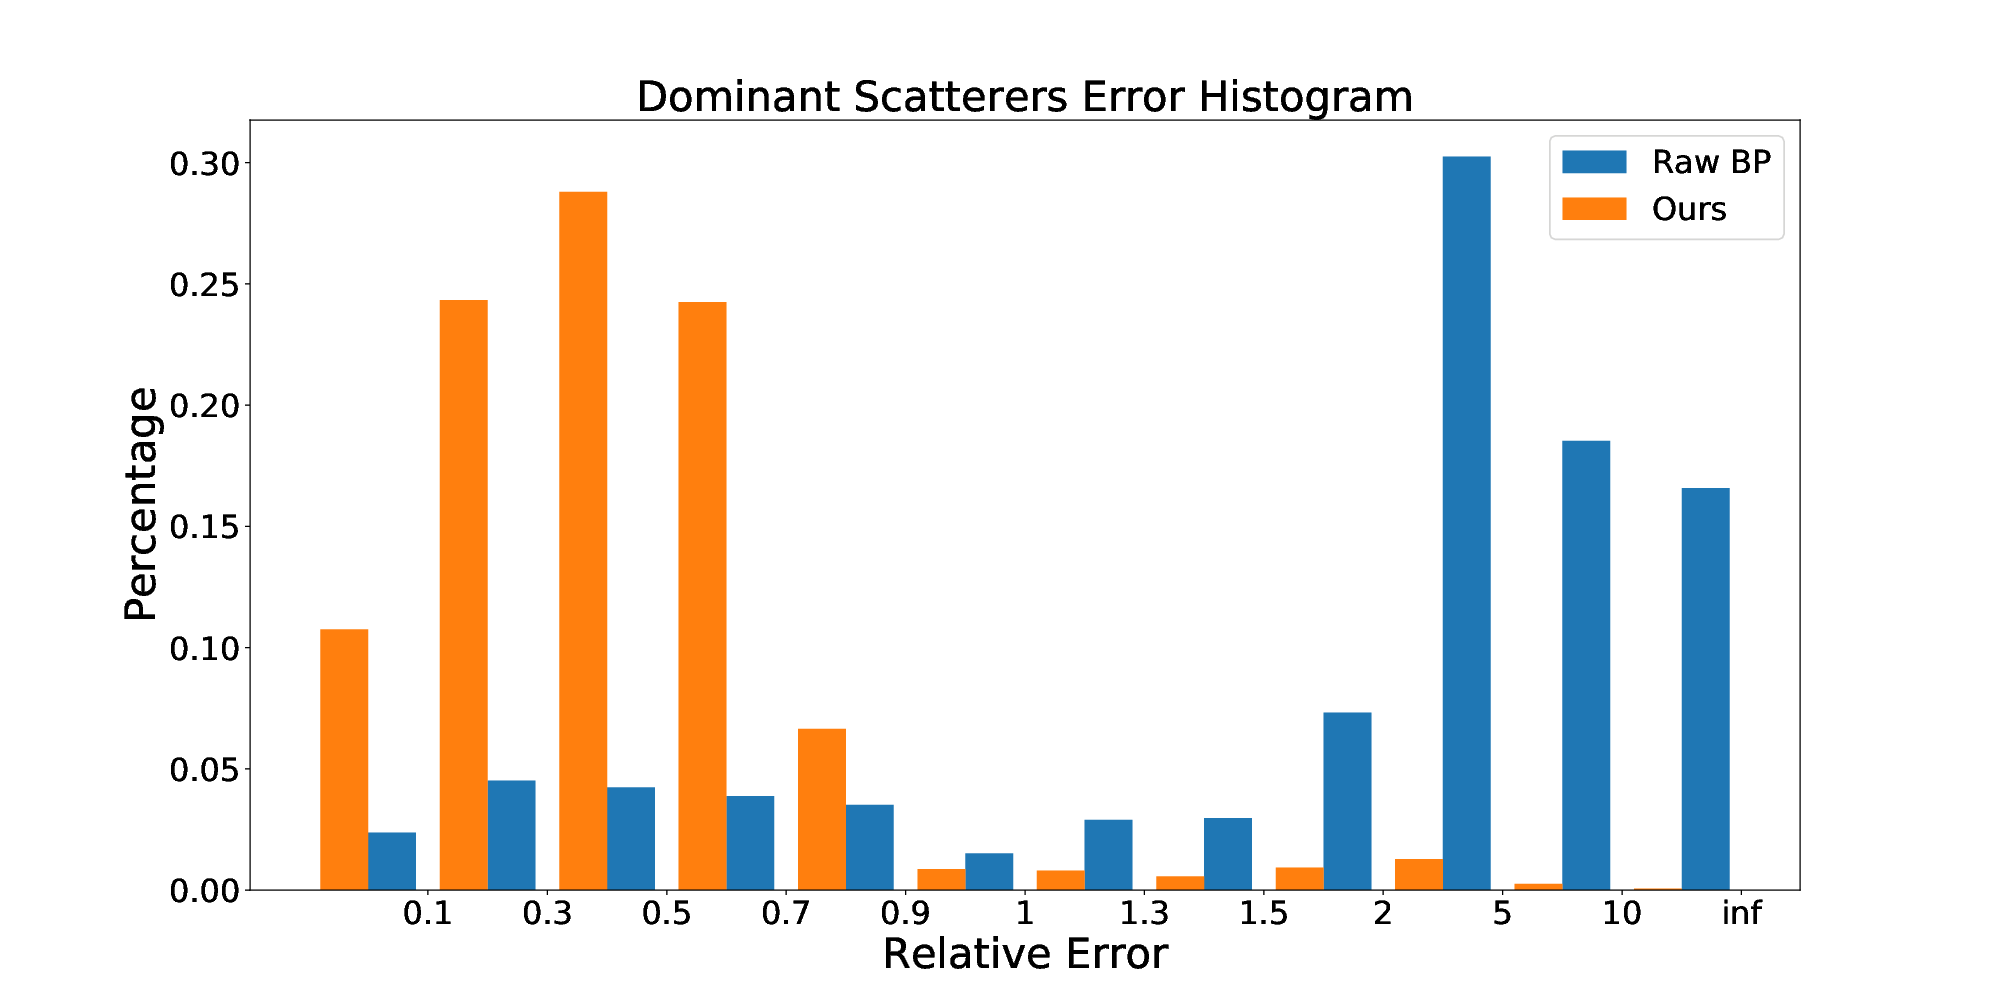 Dominant Scatterers Error Histogram
Raw BP
Ours
0.30
0.25
0.20
0.15
0.10
0.05
0.00
Percentage
0.1 0.3 0.5 0.7 0.9 1 1.3 1.5 2 5 10 inf
Relative Error